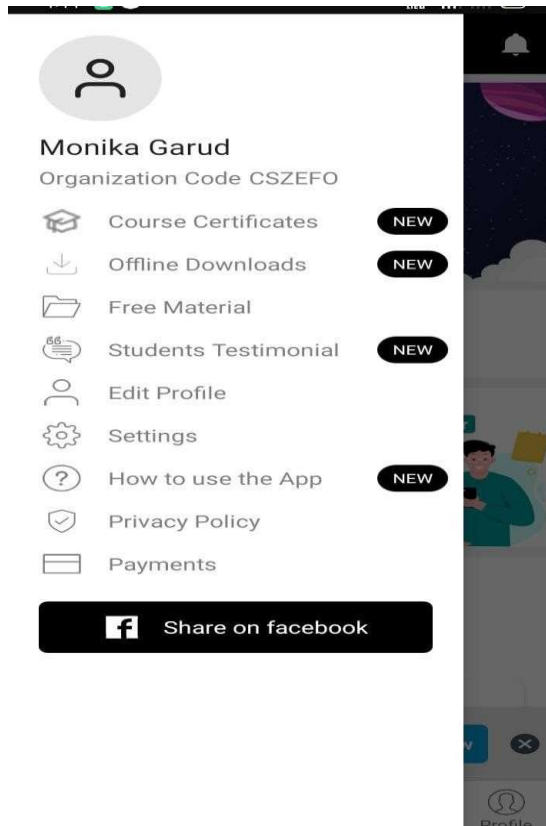 Monika Garud
Organization Code CSZEFO
Course Certificates NEW
Offline Downloads NEW
Free Material
Students Testimonial NEW
Edit Profile
Settings
How to use the App NEW
Privacy Policy
Payments
Share on facebook
Profile